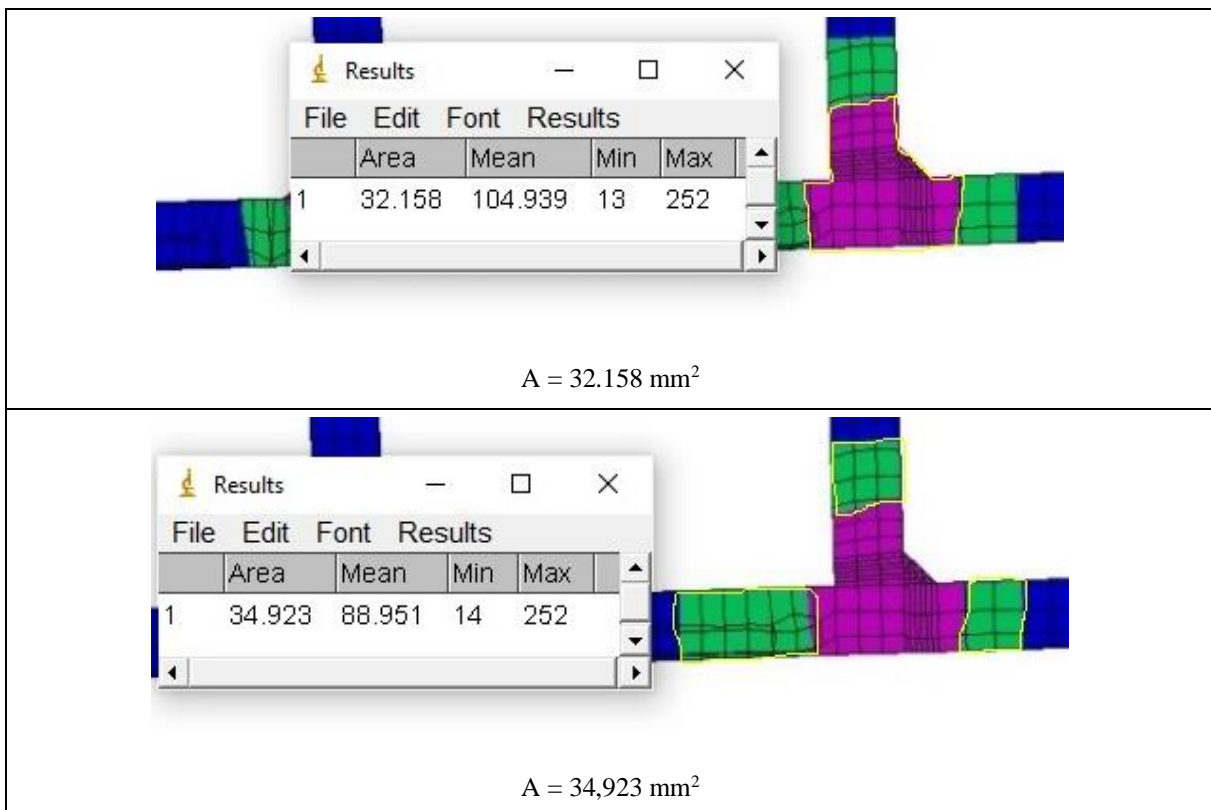 Results
File Edit Font Results
Area Mean Min Max
1 32.158 104.939 13 252
A = 32.158 mm²
Results
File Edit Font Results
Area Mean Min Max
1 34.923 88.951 14 252
A = 34,923 mm²